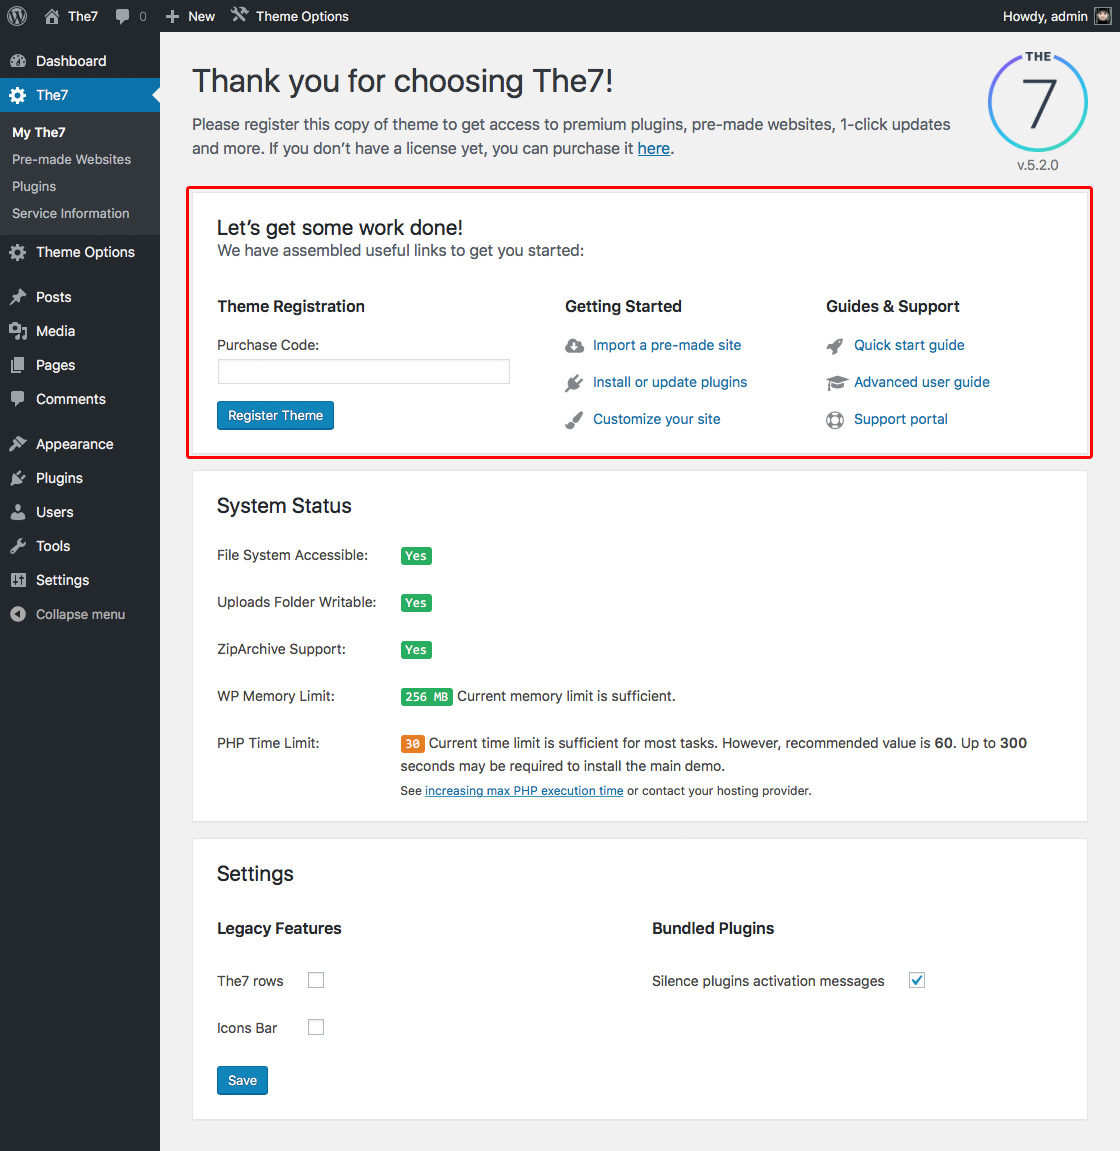 The7
0
New
Theme Options
Howdy, admin
Dashboard
The7
My The7
Pre-made Websites
Plugins
Service Information
Theme Options
Posts
Media
Pages
Comments
Appearance
Plugins
Users
Tools
Settings
Collapse menu
Thank you for choosing The7!
Please register this copy of theme to get access to premium plugins, pre-made websites, 1-click updates
and more. If you don’t have a license yet, you can purchase it here.
THE
7
v.5.2.0
Let’s get some work done!
We have assembled useful links to get you started:
Theme Registration
Purchase Code:
Register Theme
Getting Started
Import a pre-made site
Install or update plugins
Customize your site
Guides & Support
Quick start guide
Advanced user guide
Support portal
System Status
File System Accessible: Yes
Uploads Folder Writable: Yes
ZipArchive Support: Yes
WP Memory Limit: 256 MB Current memory limit is sufficient.
PHP Time Limit: 30 Current time limit is sufficient for most tasks. However, recommended value is 60. Up to 300
seconds may be required to install the main demo.
See increasing max PHP execution time or contact your hosting provider.
Settings
Legacy Features
The7 rows
Icons Bar
Bundled Plugins
Silence plugins activation messages
Save